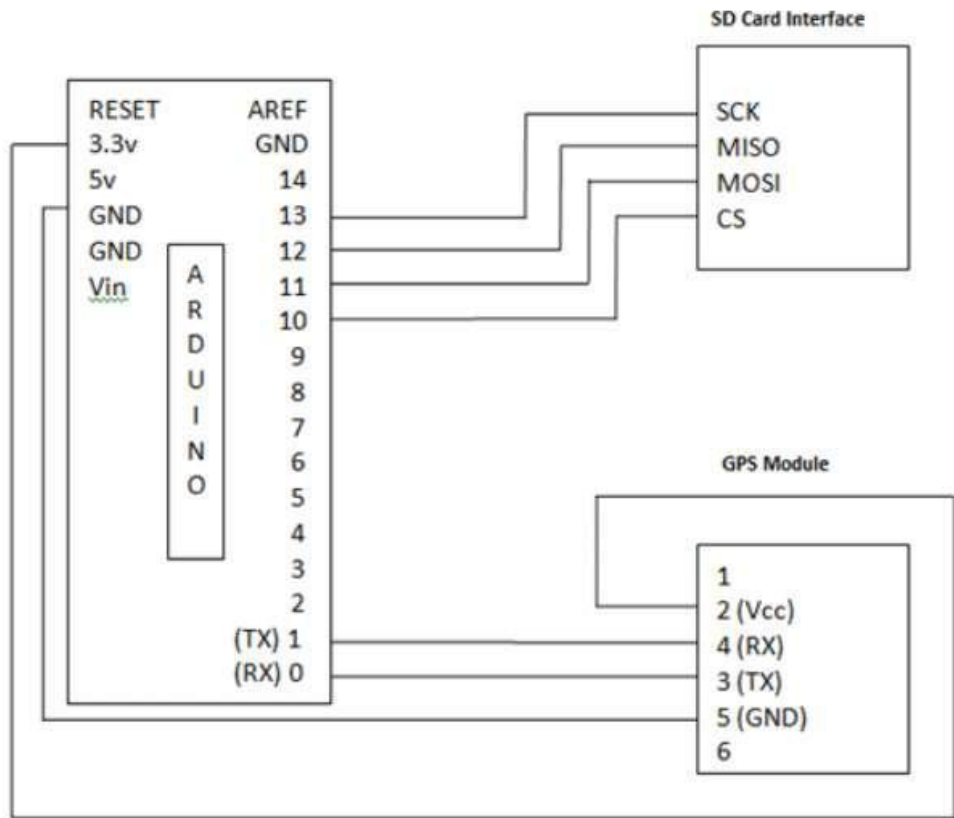 SD Card Interface
SCK
MISO
MOSI
CS
RESET
3.3v
5v
GND
GND
Vin
ARDUINO
AREF
GND
14
13
12
11
10
9
8
7
6
5
4
3
2
(TX) 1
(RX) 0
GPS Module
1
2 (Vcc)
4 (RX)
3 (TX)
5 (GND)
6